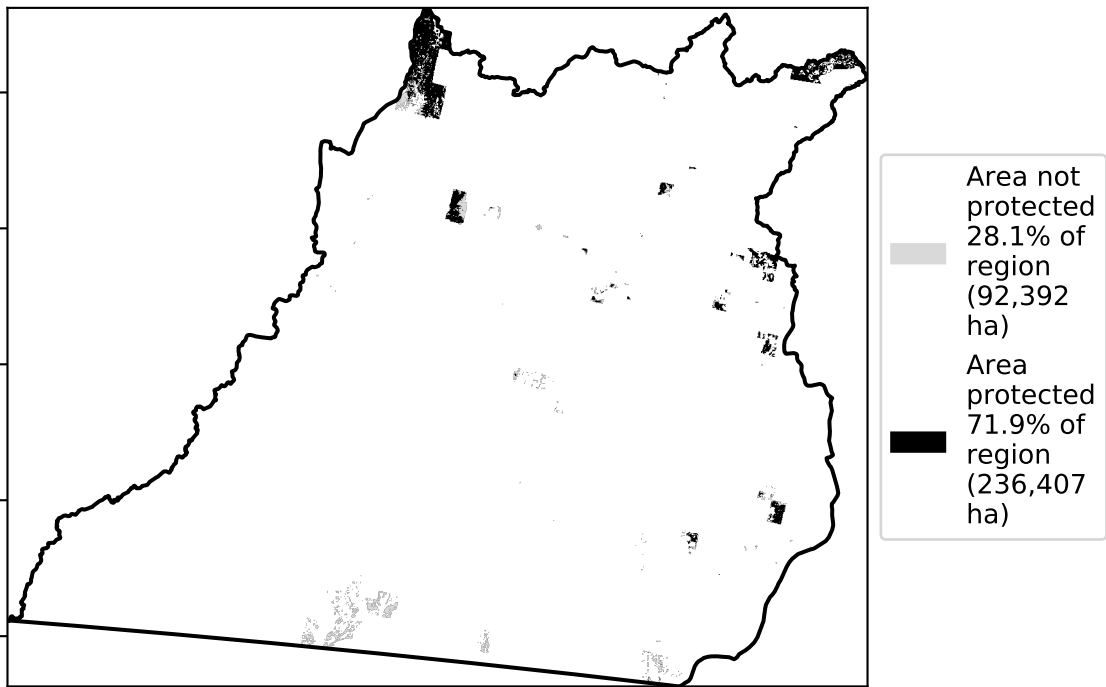 Area not
protected
28.1% of
region
(92,392
ha)
Area
protected
71.9% of
region
(236,407
ha)